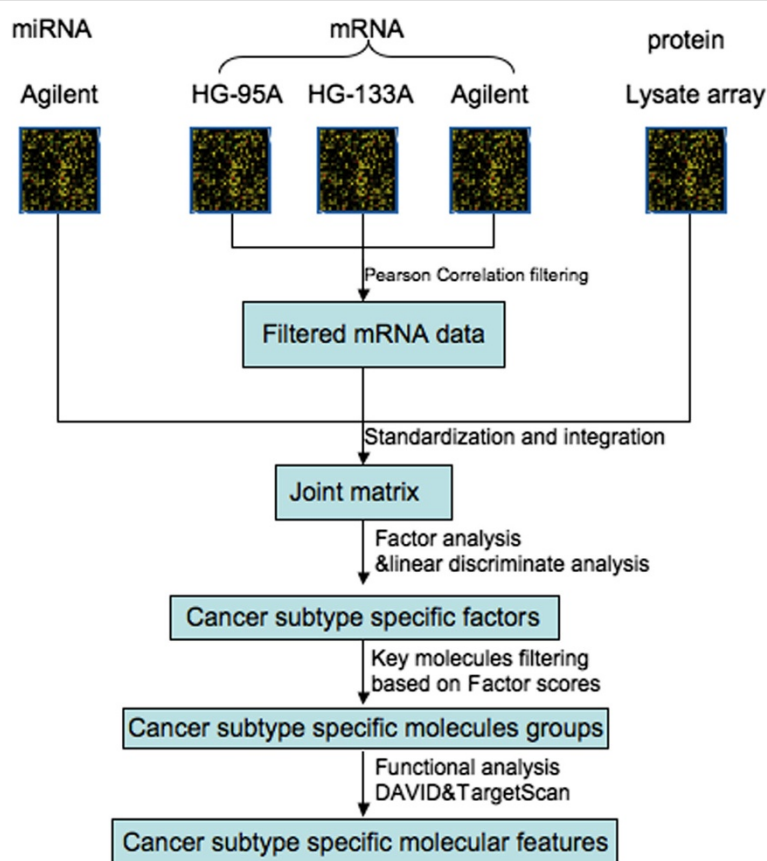 miRNA
mRNA
protein
Agilent
HG-95A
HG-133A
Agilent
Lysate array
Pearson Correlation filtering
Filtered mRNA data
Standardization and integration
Joint matrix
Factor analysis
&linear discriminate analysis
Cancer subtype specific factors
Key molecules filtering
based on Factor scores
Cancer subtype specific molecules groups
Functional analysis
DAVID&TargetScan
Cancer subtype specific molecular features